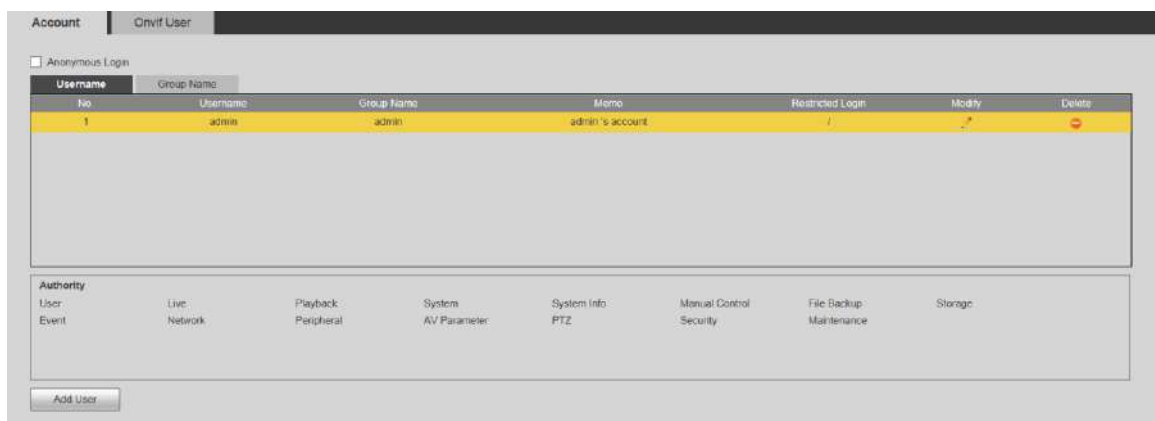 Account Onvif User
Anonymous Login
Username Group Name
No. Username Group Name Memo Restricted Login Modify Delete
1 admin admin admin 's account /
Authority
User Live Playback System System Info Manual Control File Backup Storage
Event Network Peripheral AV Parameter PTZ Security Maintenance
Add User